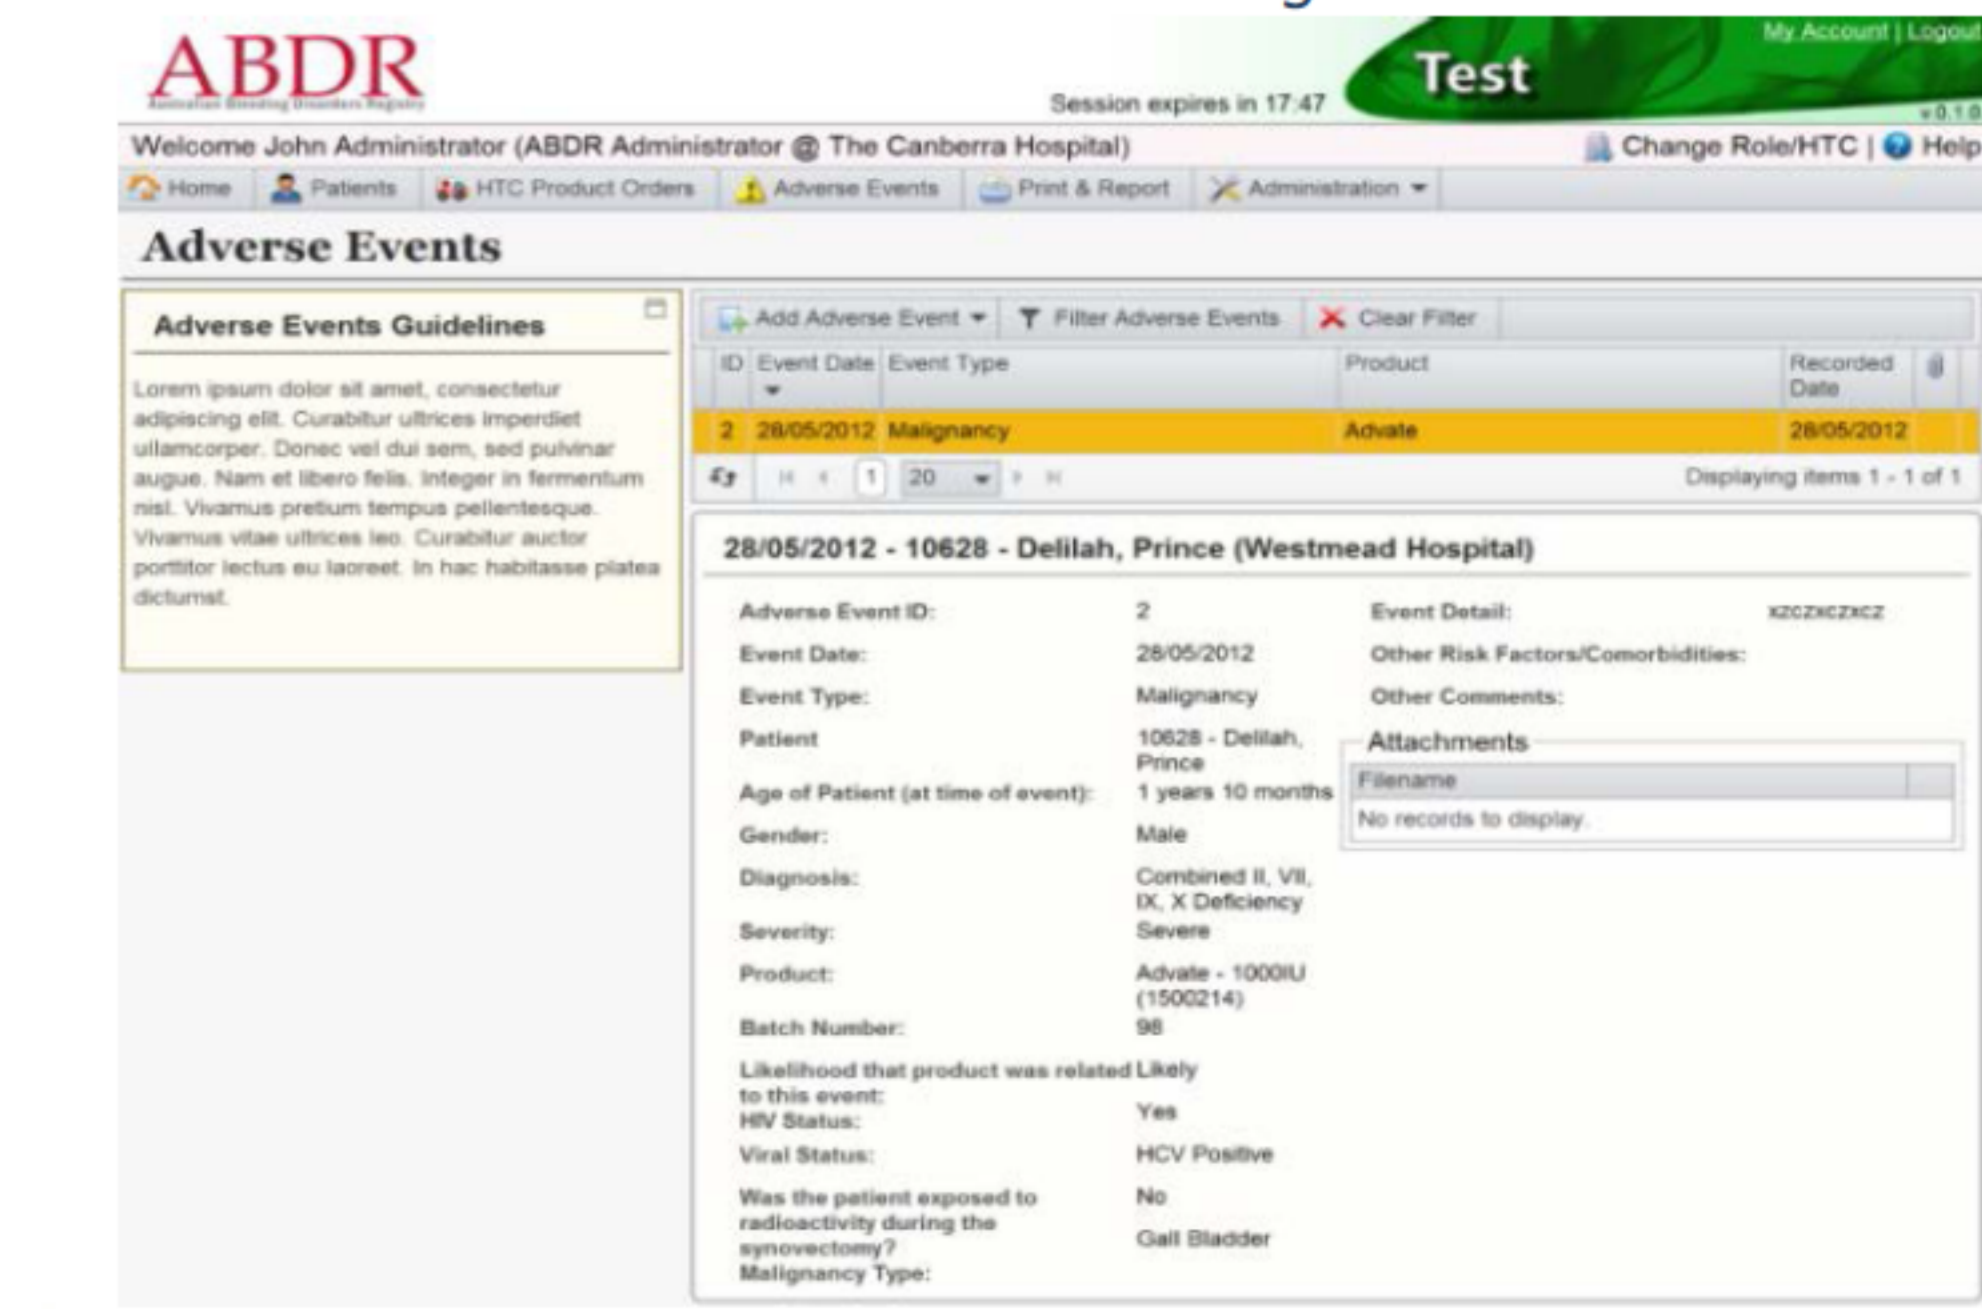 ABDR
Australian Bleeding Disorders Registry
Session expires in 17:47
Test
My Account | Logout
v 0.1.0
Welcome John Administrator (ABDR Administrator @ The Canberra Hospital)
Change Role/HTC | Help
Home Patients HTC Product Orders Adverse Events Print & Report Administration
Adverse Events
Adverse Events Guidelines
Lorem ipsum dolor sit amet, consectetur
adipiscing elit. Curabitur ultrices imperdiet
ullamcorper. Donec vel dui sem, sed pulvinar
augue. Nam et libero felis. Integer in fermentum
nisl. Vivamus pretium tempus pellentesque.
Vivamus vitae ultrices leo. Curabitur auctor
porttitor lectus eu laoreet. In hac habitasse platea
dictumst.
Add Adverse Event Filter Adverse Events Clear Filter
ID Event Date Event Type Product Recorded
Date
2 28/05/2012 Malignancy Advate 28/05/2012
1 20 Displaying items 1 - 1 of 1
28/05/2012 - 10628 - Delilah, Prince (Westmead Hospital)
Adverse Event ID: 2
Event Date: 28/05/2012
Event Type: Malignancy
Patient 10628 - Delilah,
Prince
Age of Patient (at time of event): 1 years 10 months
Gender: Male
Diagnosis: Combined II, VII,
IX, X Deficiency
Severity: Severe
Product: Advate - 1000IU
(1500214)
Batch Number: 98
Likelihood that product was related Likely
to this event:
HIV Status: Yes
Viral Status: HCV Positive
Was the patient exposed to No
radioactivity during the
synovectomy? Gall Bladder
Malignancy Type:
Event Detail: xzczxczxcz
Other Risk Factors/Comorbidities:
Other Comments:
Attachments
Filename
No records to display.